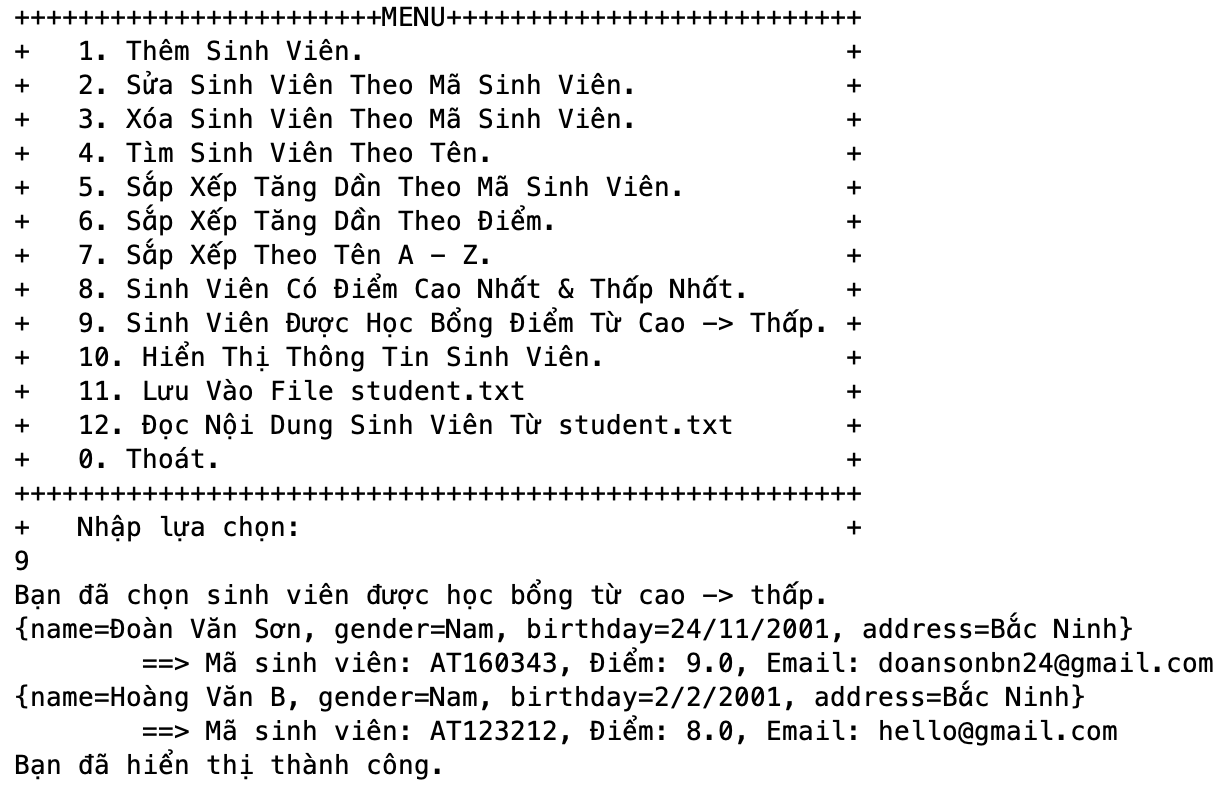 +++++++++++++++++++++++MENU++++++++++++++++++++++++++
+   1. Thêm Sinh Viên.                              +
+   2. Sửa Sinh Viên Theo Mã Sinh Viên.             +
+   3. Xóa Sinh Viên Theo Mã Sinh Viên.             +
+   4. Tìm Sinh Viên Theo Tên.                      +
+   5. Sắp Xếp Tăng Dần Theo Mã Sinh Viên.          +
+   6. Sắp Xếp Tăng Dần Theo Điểm.                  +
+   7. Sắp Xếp Theo Tên A - Z.                      +
+   8. Sinh Viên Có Điểm Cao Nhất & Thấp Nhất.      +
+   9. Sinh Viên Được Học Bổng Điểm Từ Cao -> Thấp. +
+   10. Hiển Thị Thông Tin Sinh Viên.               +
+   11. Lưu Vào File student.txt                    +
+   12. Đọc Nội Dung Sinh Viên Từ student.txt       +
+   0. Thoát.                                       +
+++++++++++++++++++++++++++++++++++++++++++++++++++++
+   Nhập lựa chọn:                                  +
9
Bạn đã chọn sinh viên được học bổng từ cao -> thấp.
{name=Đoàn Văn Sơn, gender=Nam, birthday=24/11/2001, address=Bắc Ninh}
        ==> Mã sinh viên: AT160343, Điểm: 9.0, Email: doansonbn24@gmail.com
{name=Hoàng Văn B, gender=Nam, birthday=2/2/2001, address=Bắc Ninh}
        ==> Mã sinh viên: AT123212, Điểm: 8.0, Email: hello@gmail.com
Bạn đã hiển thị thành công.